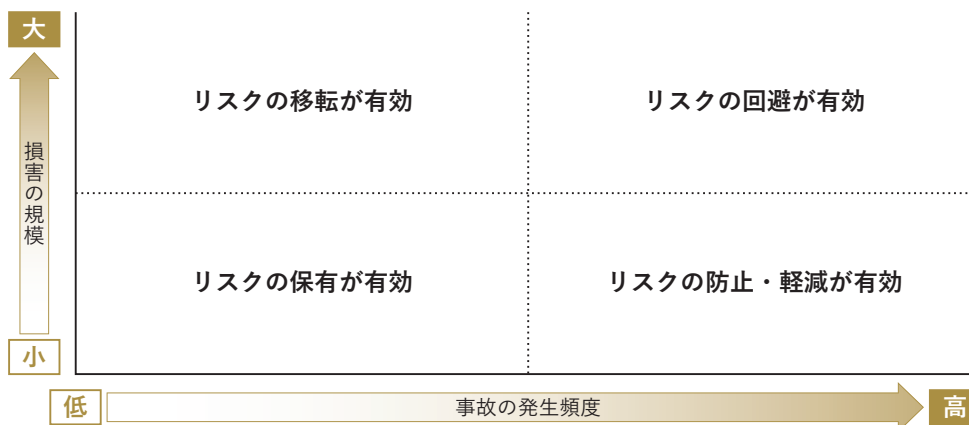 大
リスクの移転が有効
リスクの回避が有効
損害の規模
リスクの保有が有効
リスクの防止・軽減が有効
小
低
事故の発生頻度
高